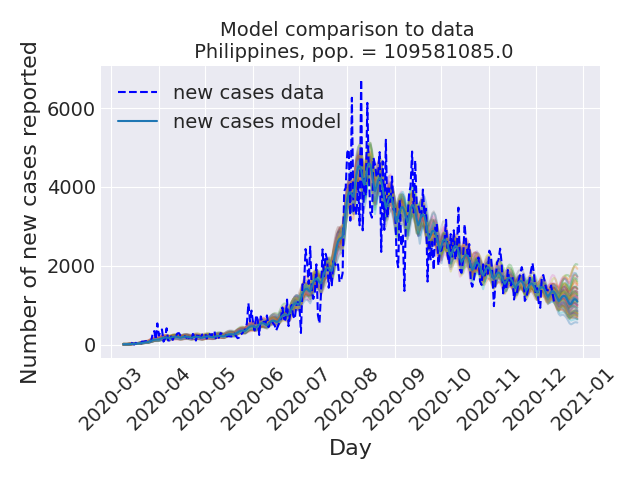 Model comparison to data
Philippines, pop. = 109581085.0
Number of new cases reported
6000
4000
2000
0
new cases data
new cases model
2020-03
2020-04
2020-05
2020-06
2020-07
2020-08
2020-09
2020-10
2020-11
2020-12
2021-01
Day